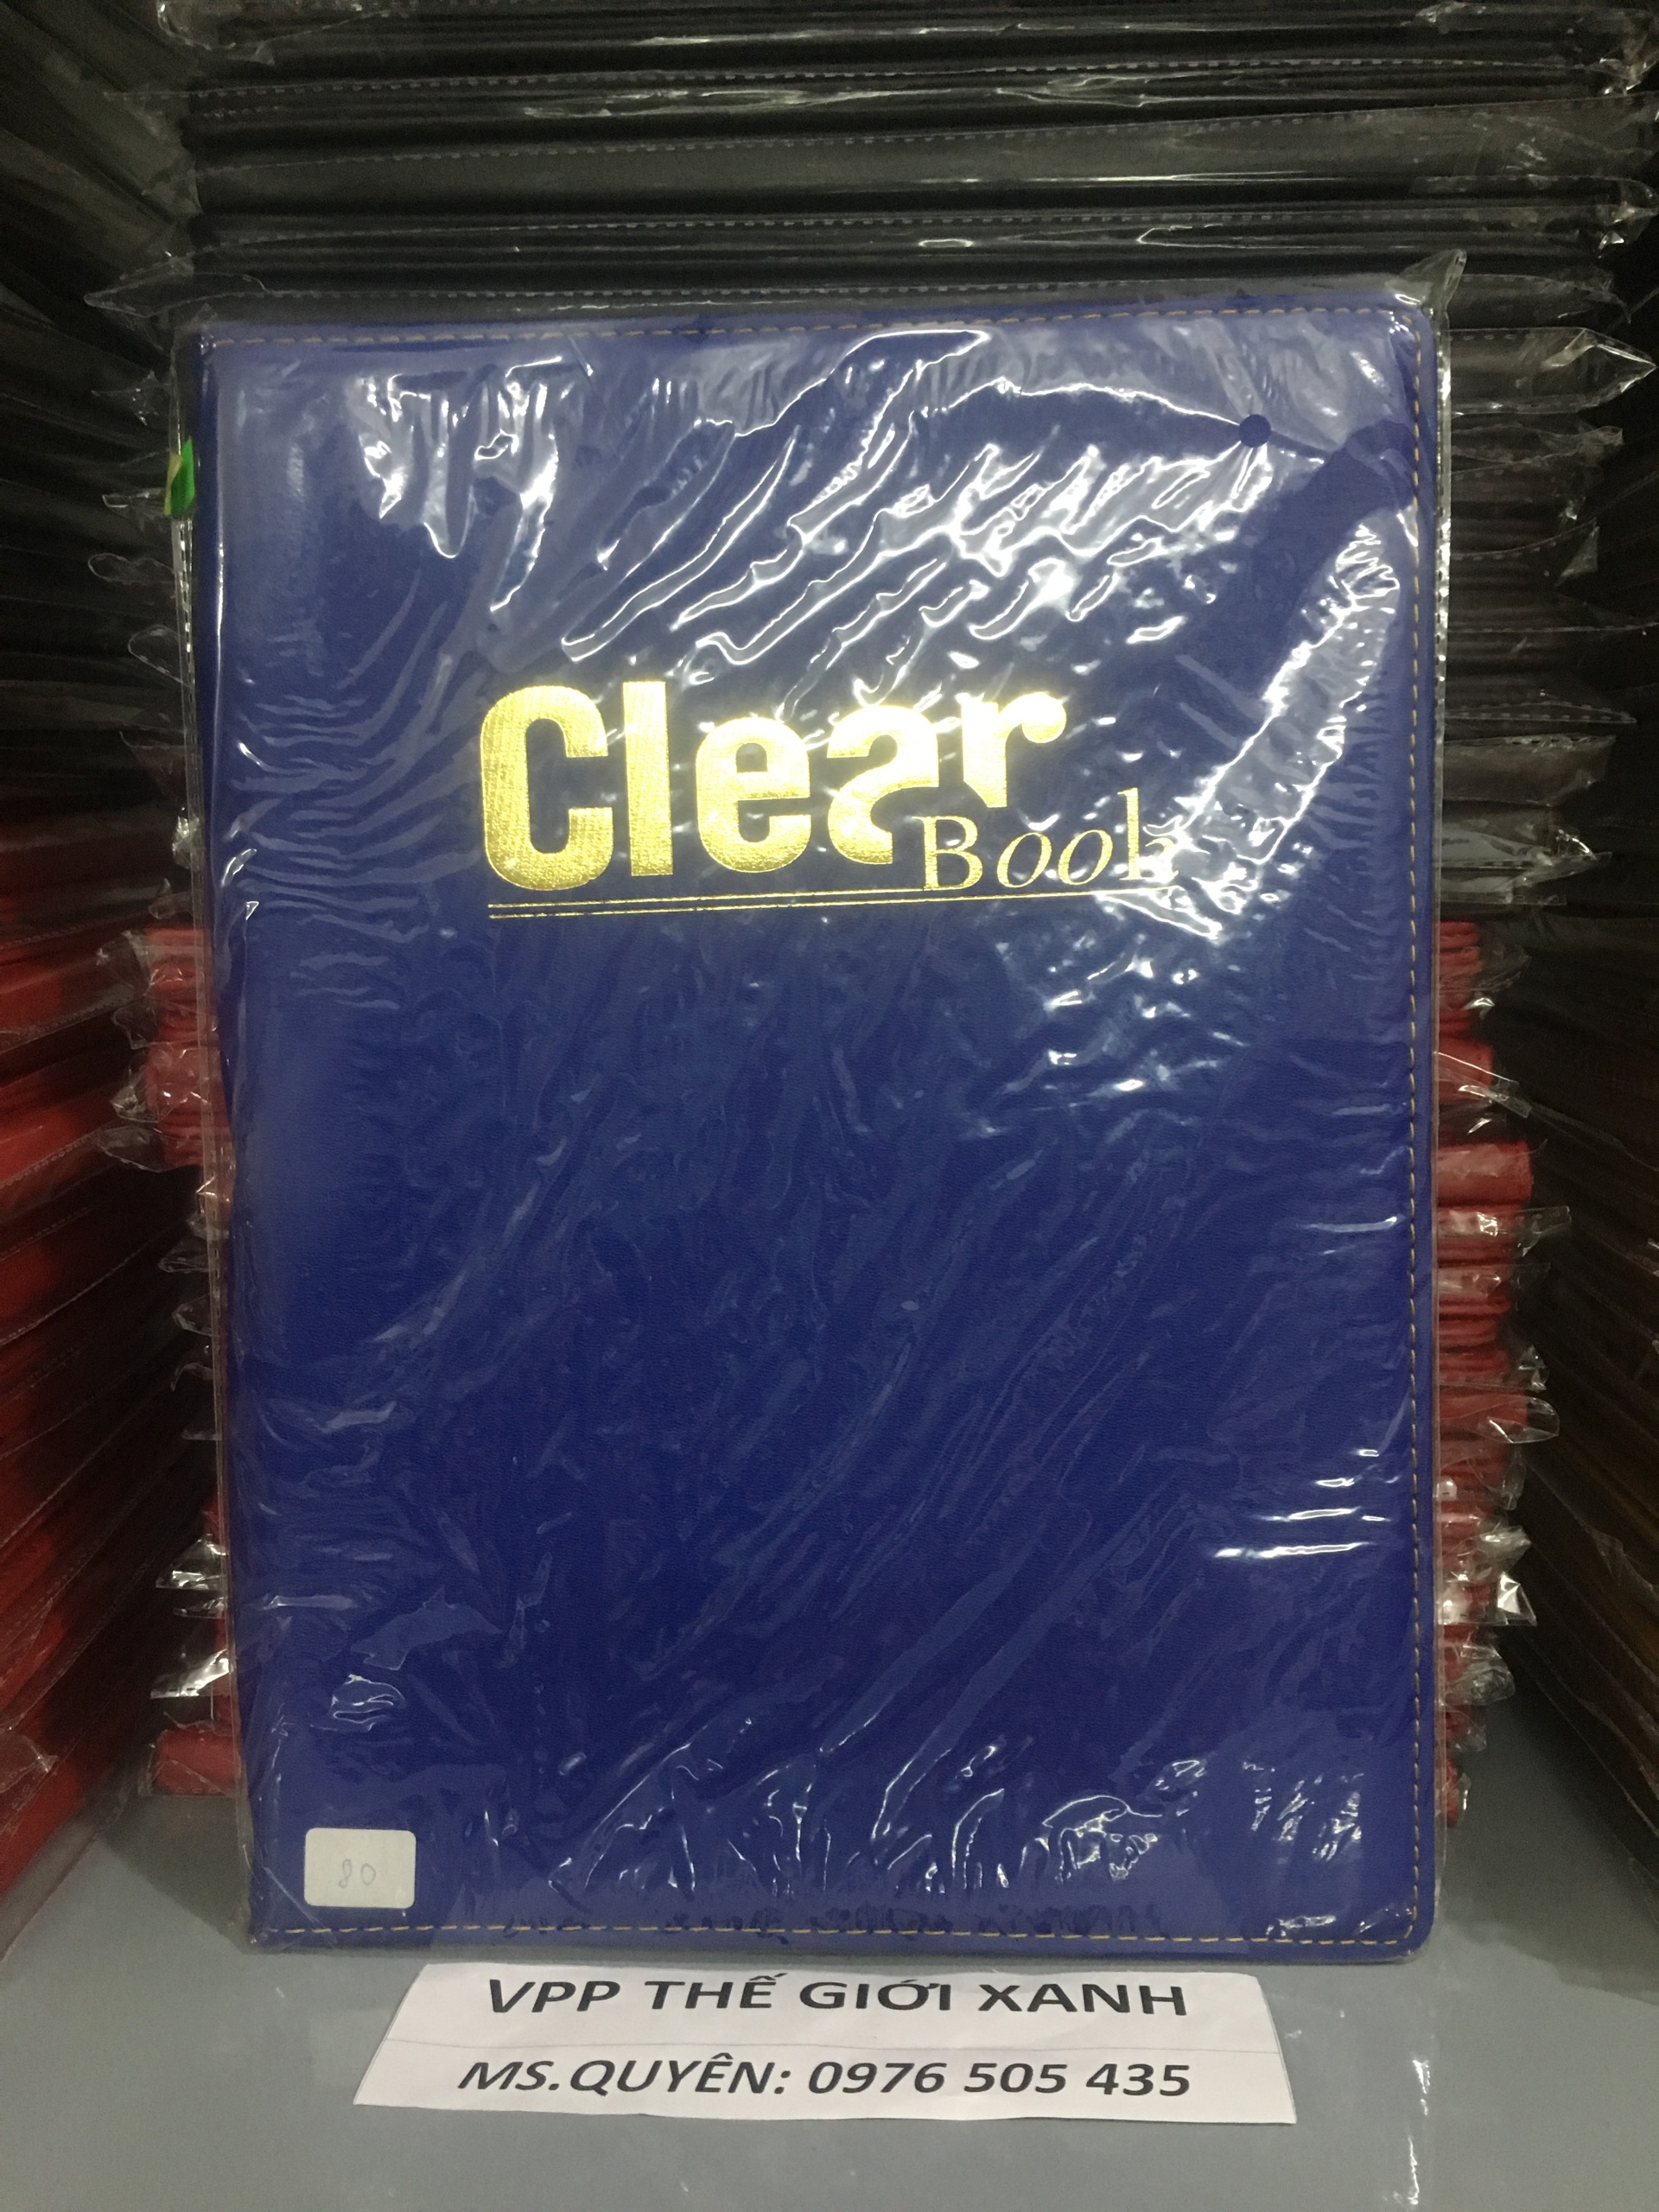 Clear
Book
80
VPP THẾ GIỚI XANH
MS.QUYÊN: 0976 505 435